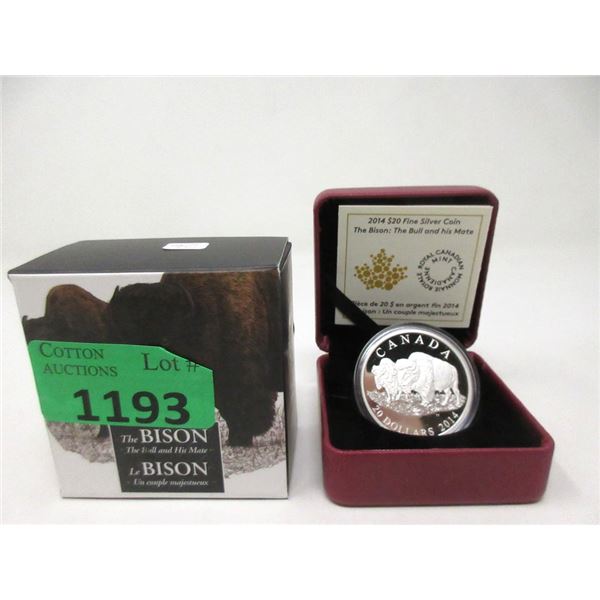 COTTON
AUCTIONS
Lot #
1193
The BISON
The Bull and His Mate
Le BISON
Un couple majestueux
2014 $20 Fine Silver Coin
The Bison: The Bull and his Mate
ROYAL CANADIAN MINT
MONNAIE ROYALE CANADIENNE
ièce de 20 $ en argent fin 2014
ison : Un couple majestueux
CANADA
20 DOLLARS 2014